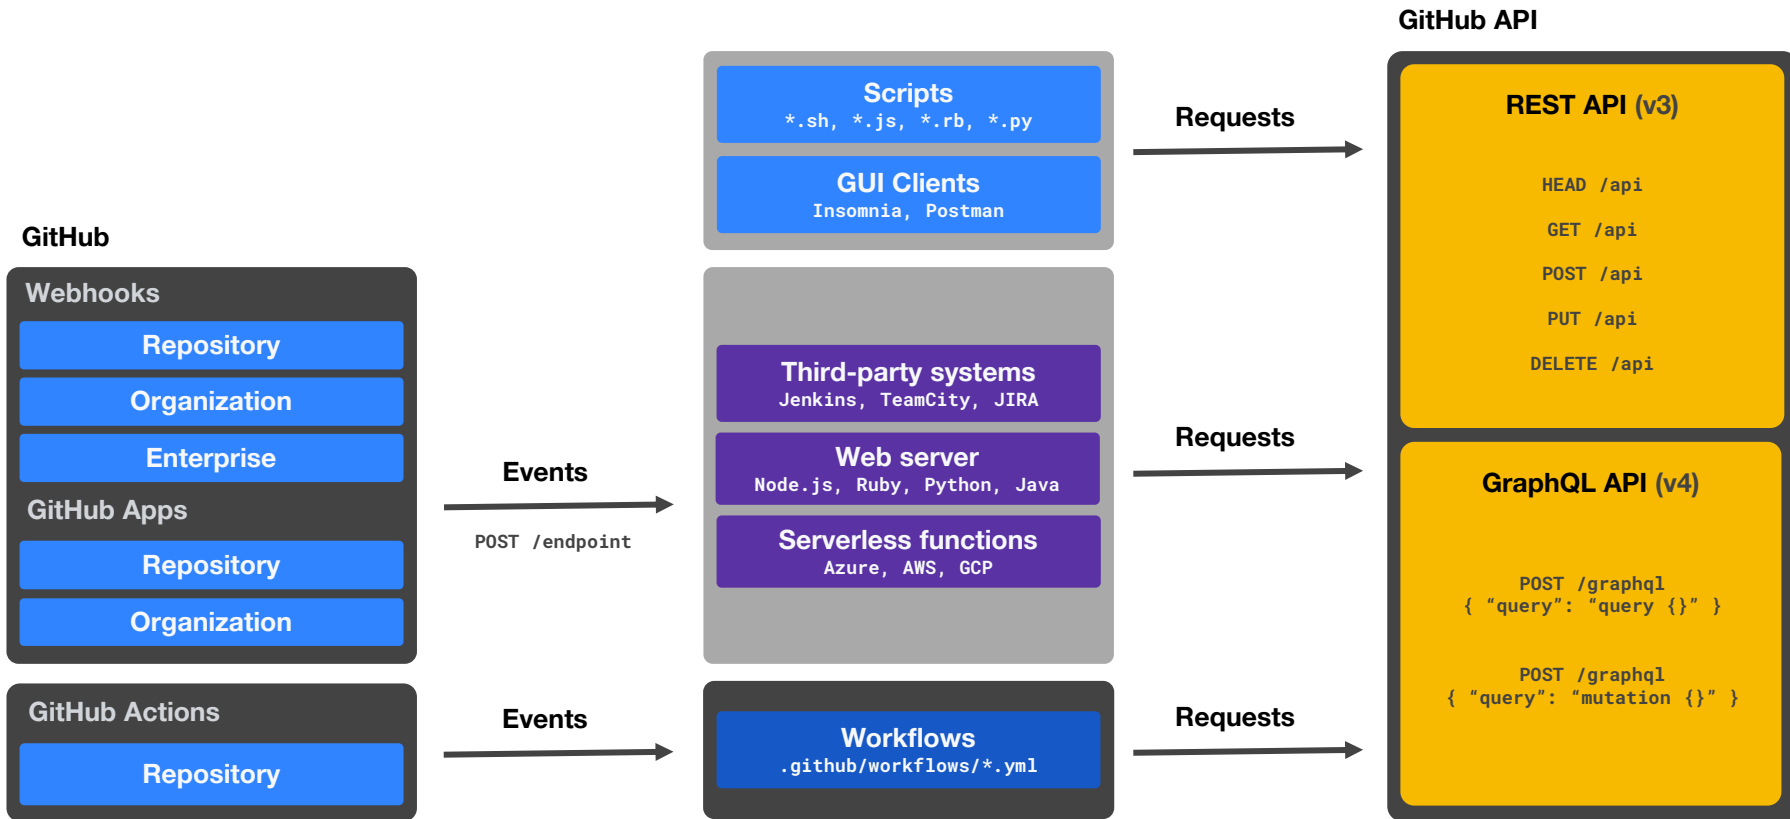 GitHub
Webhooks
Repository
Organization
Enterprise
GitHub Apps
Repository
Organization
GitHub Actions
Repository
Events
POST /endpoint
Events
Scripts
*.sh, *.js, *.rb, *.py
GUI Clients
Insomnia, Postman
Third-party systems
Jenkins, TeamCity, JIRA
Web server
Node.js, Ruby, Python, Java
Serverless functions
Azure, AWS, GCP
Workflows
.github/workflows/*.yml
Requests
Requests
Requests
GitHub API
REST API (v3)
HEAD /api
GET /api
POST /api
PUT /api
DELETE /api
GraphQL API (v4)
POST /graphql
{ “query”: “query {}” }
POST /graphql
{ “query”: “mutation {}” }